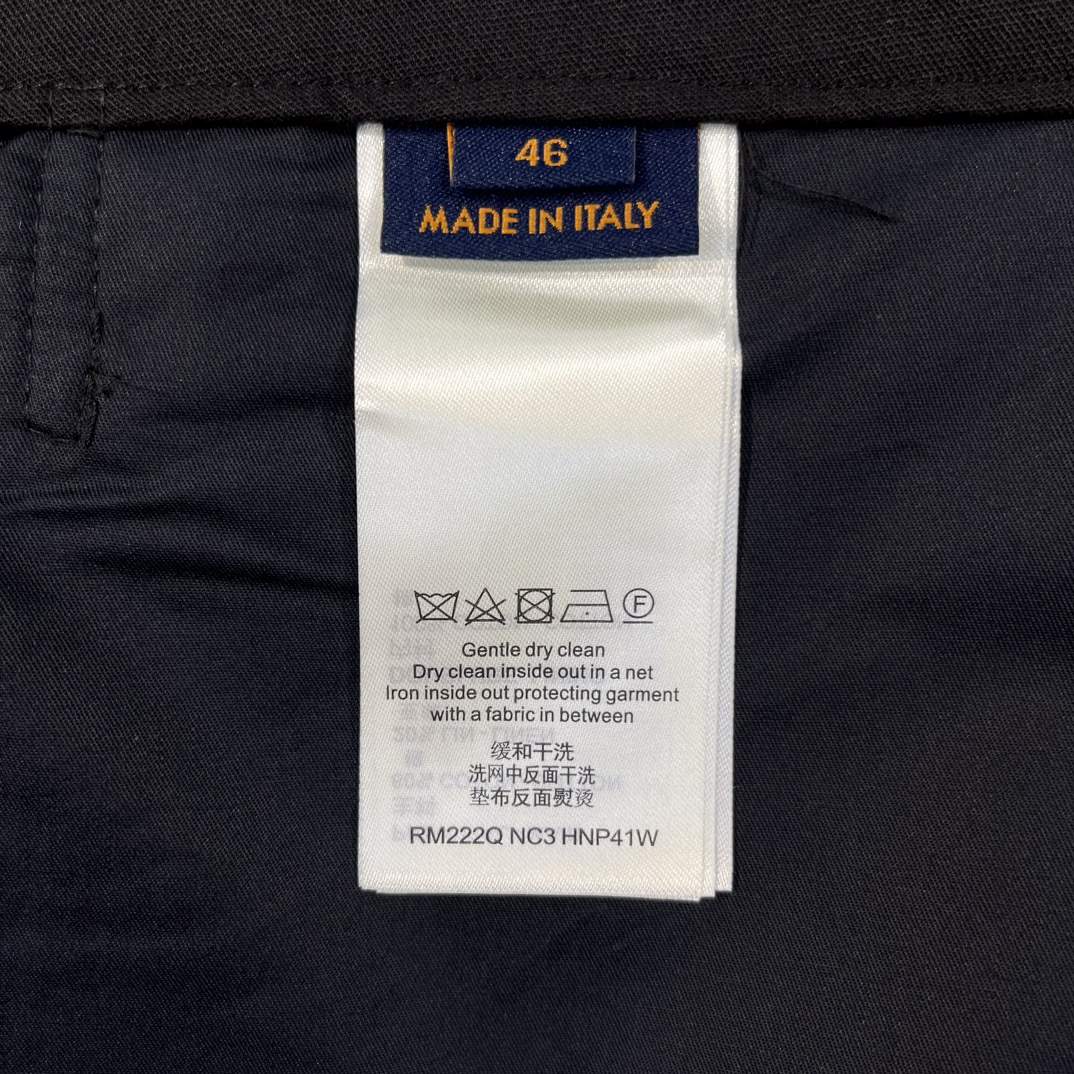 46
MADE IN ITALY
F
Gentle dry clean
Dry clean inside out in a net
Iron inside out protecting garment
with a fabric in between
缓和干洗
洗网中反面干洗
垫布反面熨烫
RM222Q NC3 HNP41W